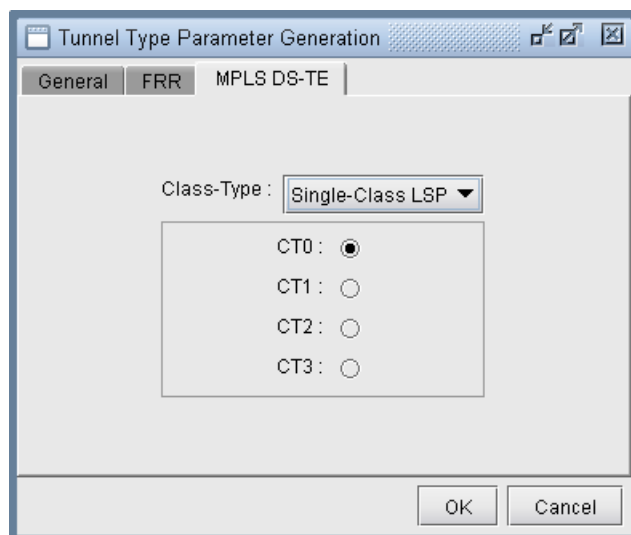 Tunnel Type Parameter Generation
General FRR MPLS DS-TE
Class-Type : Single-Class LSP
CT0 :
CT1 :
CT2 :
CT3 :
OK Cancel